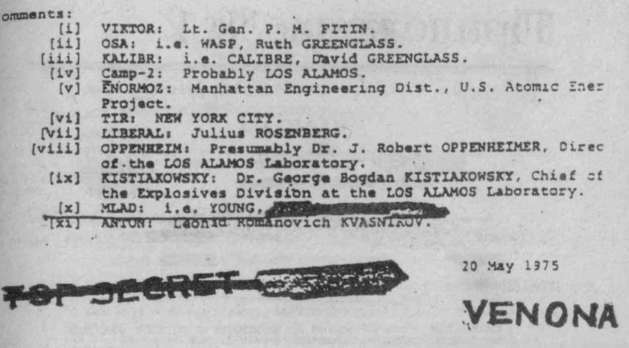 omments:
[i] VIKTOR: Lt. Gen. P. M. FITIN.
[ii] OSA: i.e. WASP, Ruth GREENGLASS.
[iii] KALIBR: i.e. CALIBRE, David GREENGLASS.
[iv] Camp-2: Probably LOS ALAMOS.
[v] ENORMOZ: Manhattan Engineering Dist., U.S. Atomic Ener
Project.
[vi] TIR: NEW YORK CITY.
[vii] LIBERAL: Julius ROSENBERG.
[viii] OPPENHEIM: Presumably Dr. J. Robert OPPENHEIMER, Direc
of the LOS ALAMOS Laboratory.
[ix] KISTIAKOWSKY: Dr. George Bogdan KISTIAKOWSKY, Chief of
the Explosives Division at the LOS ALAMOS Laboratory.
[x] MLAD: i.e. YOUNG,
[xi] ANTON: Leonid Romanovich KVASNIKOV.
20 May 1975
TOP SECRET
VENONA